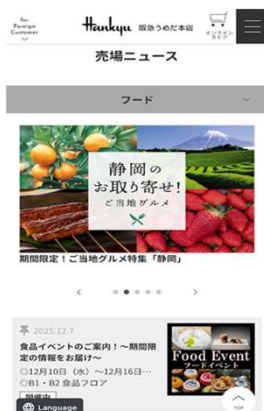 for
Foreign
Customer
Hankyu 阪急うめだ本店
オンライン
ストア
売場ニュース
フード
静岡の
お取り寄せ!
ご当地グルメ
期間限定!ご当地グルメ特集「静岡」
2025.12.7
食品イベントのご案内!~期間限
定の情報をお届け~
◎12月10日(水)~12月16日…
◎B1・B2 食品フロア
開催中
Food Event
フードイベント
Language
TOP